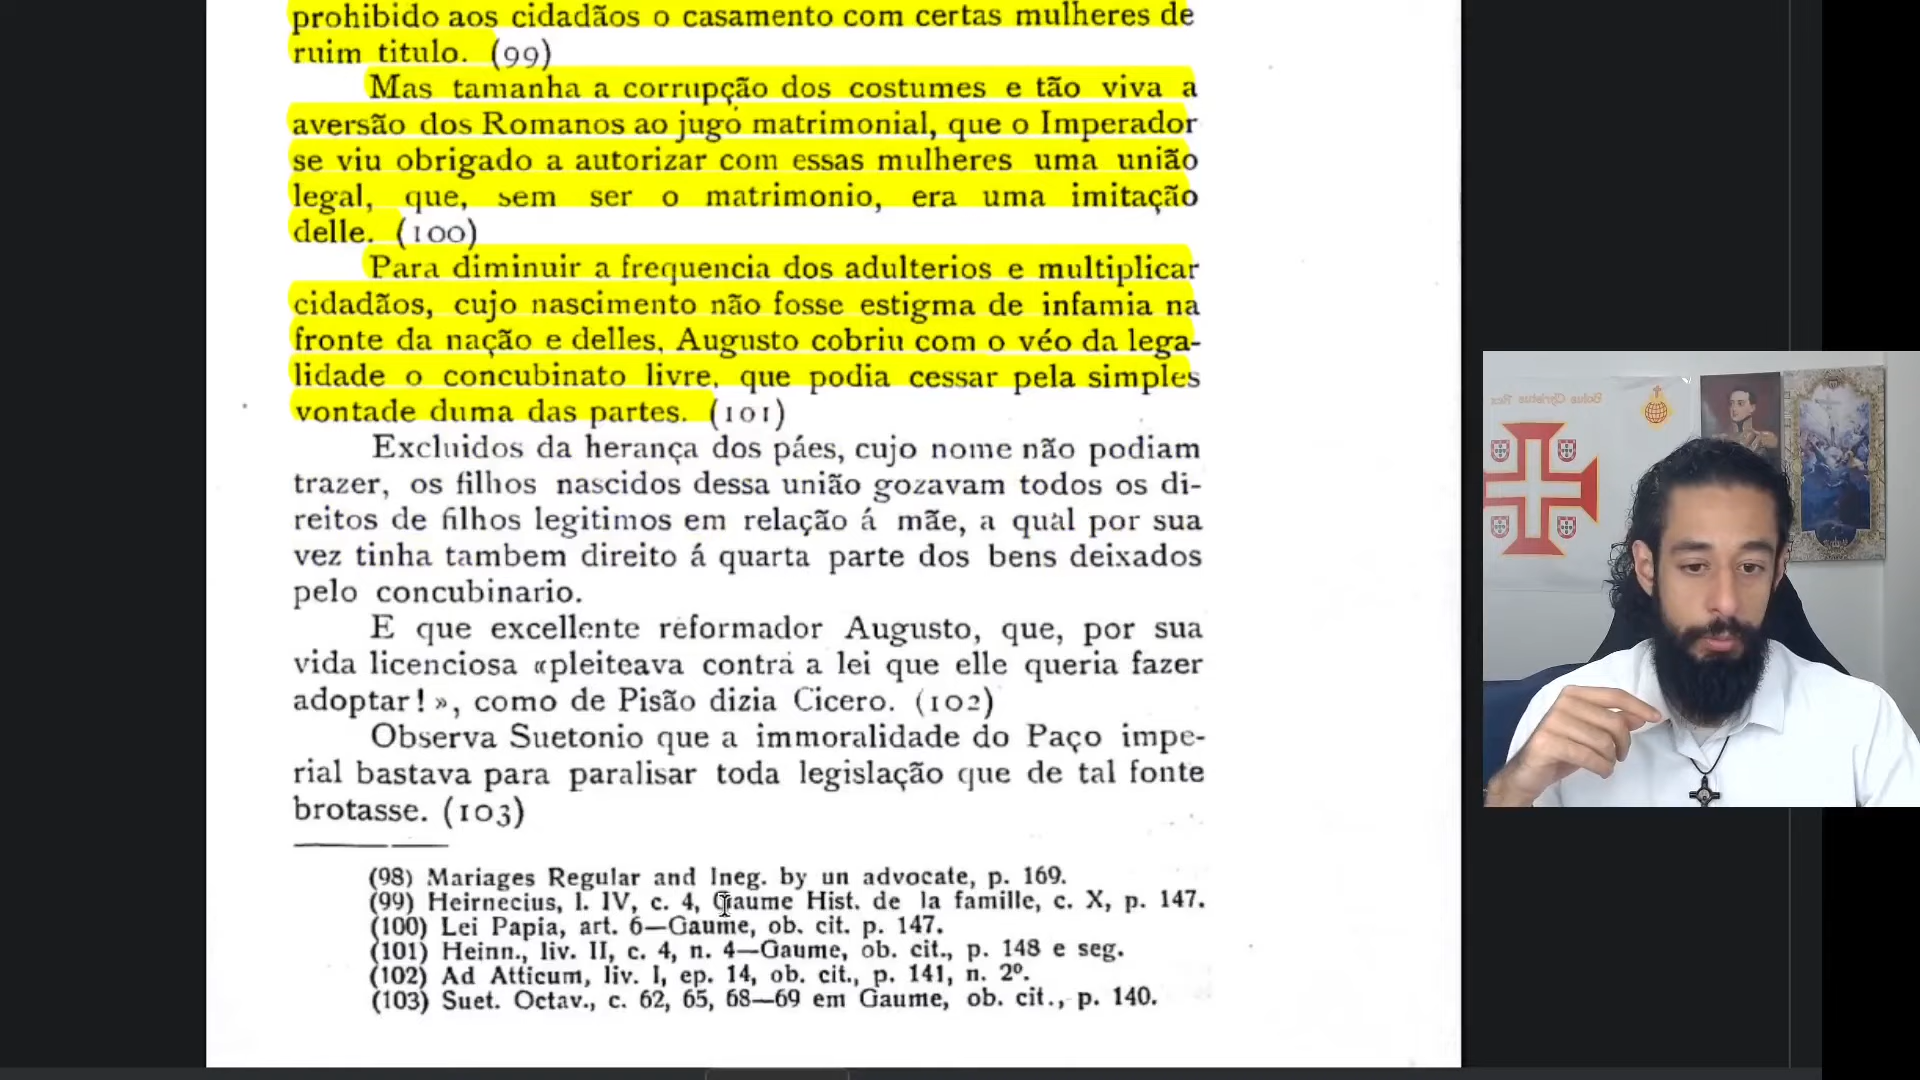 prohibido aos cidadãos o casamento com certas mulheres de
ruim titulo. (99)
Mas tamanha a corrupção dos costumes e tão viva a
aversão dos Romanos ao jugo matrimonial, que o Imperador
se viu obrigado a autorizar com essas mulheres uma união
legal, que, sem ser o matrimonio, era uma imitação
delle. (100)
Para diminuir a frequencia dos adulterios e multiplicar
cidadãos, cujo nascimento não fosse estigma de infamia na
fronte da nação e delles, Augusto cobriu com o véo da lega-
lidade o concubinato livre, que podia cessar pela simples
vontade duma das partes. (101)
Excluidos da herança dos páes, cujo nome não podiam
trazer, os filhos nascidos dessa união gozavam todos os di-
reitos de filhos legitimos em relação á mãe, a qual por sua
vez tinha tambem direito á quarta parte dos bens deixados
pelo concubinario.
E que excellente reformador Augusto, que, por sua
vida licenciosa «pleiteava contra a lei que elle queria fazer
adoptar! », como de Pisão dizia Cicero. (102)
Observa Suetonio que a immoralidade do Paço impe-
rial bastava para paralisar toda legislação que de tal fonte
brotasse. (103)
(98) Mariages Regular and Ineg. by un advocate, p. 169.
(99) Heirnecius, l. IV, c. 4, Gaume Hist. de la famille, c. X, p. 147.
(100) Lei Papia, art. 6—Gaume, ob. cit. p. 147.
(101) Heinn., liv. II, c. 4, n. 4—Gaume, ob. cit., p. 148 e seg.
(102) Ad Atticum, liv. I, ep. 14, ob. cit., p. 141, n. 2º.
(103) Suet. Octav., c. 62, 65, 68—69 em Gaume, ob. cit., p. 140.